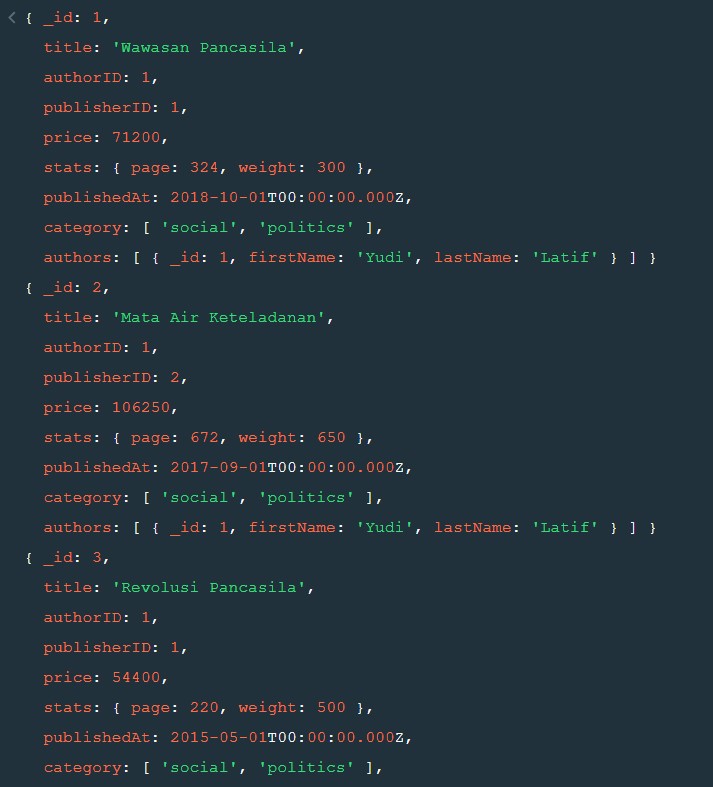 { _id: 1,
title: 'Wawasan Pancasila',
authorID: 1,
publisherID: 1,
price: 71200,
stats: { page: 324, weight: 300 },
publishedAt: 2018-10-01T00:00:00.000Z,
category: [ 'social', 'politics' ],
authors: [ { _id: 1, firstName: 'Yudi', lastName: 'Latif' } ] }
{ _id: 2,
title: 'Mata Air Keteladanan',
authorID: 1,
publisherID: 2,
price: 106250,
stats: { page: 672, weight: 650 },
publishedAt: 2017-09-01T00:00:00.000Z,
category: [ 'social', 'politics' ],
authors: [ { _id: 1, firstName: 'Yudi', lastName: 'Latif' } ] }
{ _id: 3,
title: 'Revolusi Pancasila',
authorID: 1,
publisherID: 1,
price: 54400,
stats: { page: 220, weight: 500 },
publishedAt: 2015-05-01T00:00:00.000Z,
category: [ 'social', 'politics' ],